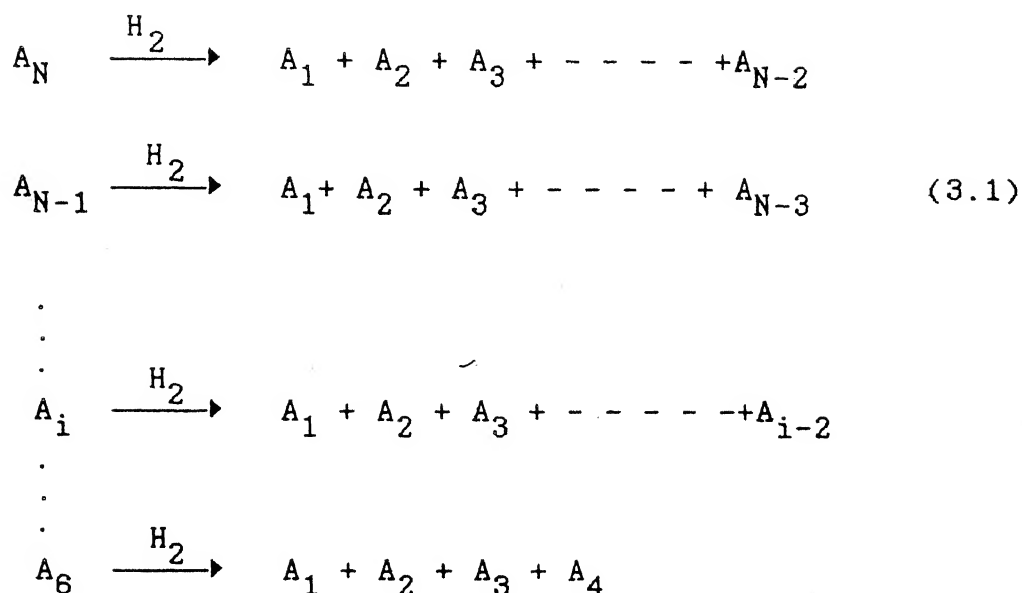 A_N H_2 → A_1 + A_2 + A_3 + - - - - +A_{N-2}
A_{N-1} H_2 → A_1+ A_2 + A_3 + - - - - + A_{N-3} (3.1)
.
.
.
A_i H_2 → A_1 + A_2 + A_3 + - - - - -+A_{i-2}
.
.
.
A_6 H_2 → A_1 + A_2 + A_3 + A_4